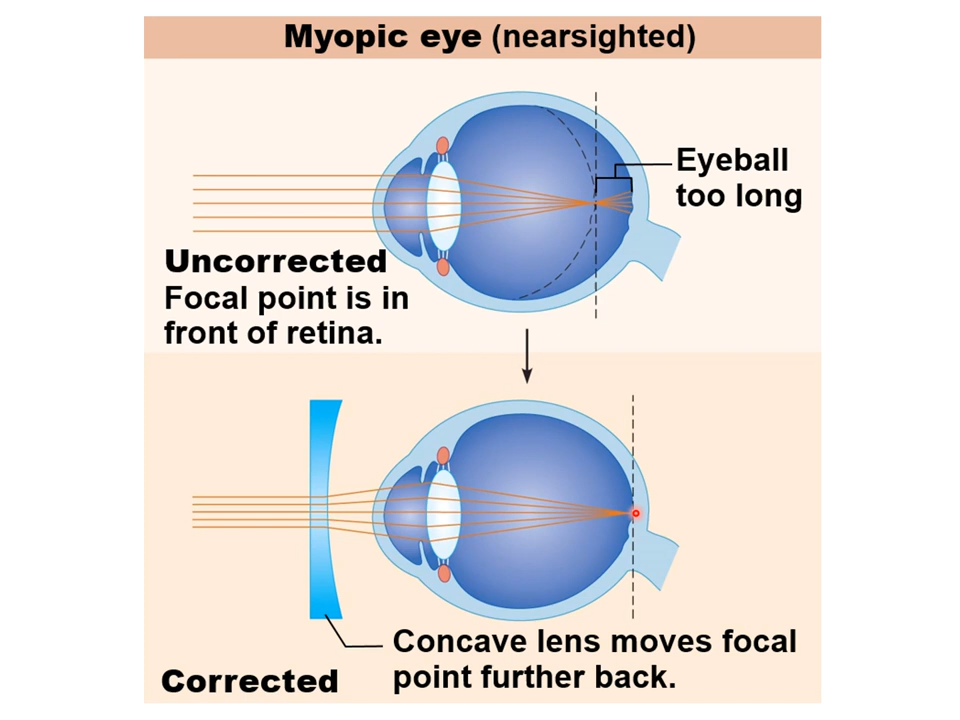 Myopic eye (nearsighted)
Eyeball
too long
Uncorrected
Focal point is in
front of retina.
Concave lens moves focal
point further back.
Corrected